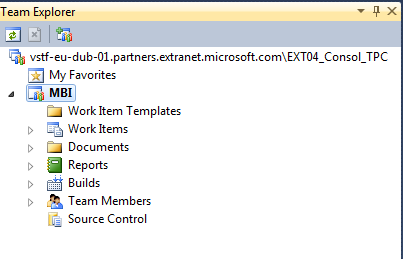 Team Explorer
vstf-eu-dub-01.partners.extranet.microsoft.com\EXT04_Consol_TPC
My Favorites
MBI
Work Item Templates
Work Items
Documents
Reports
Builds
Team Members
Source Control